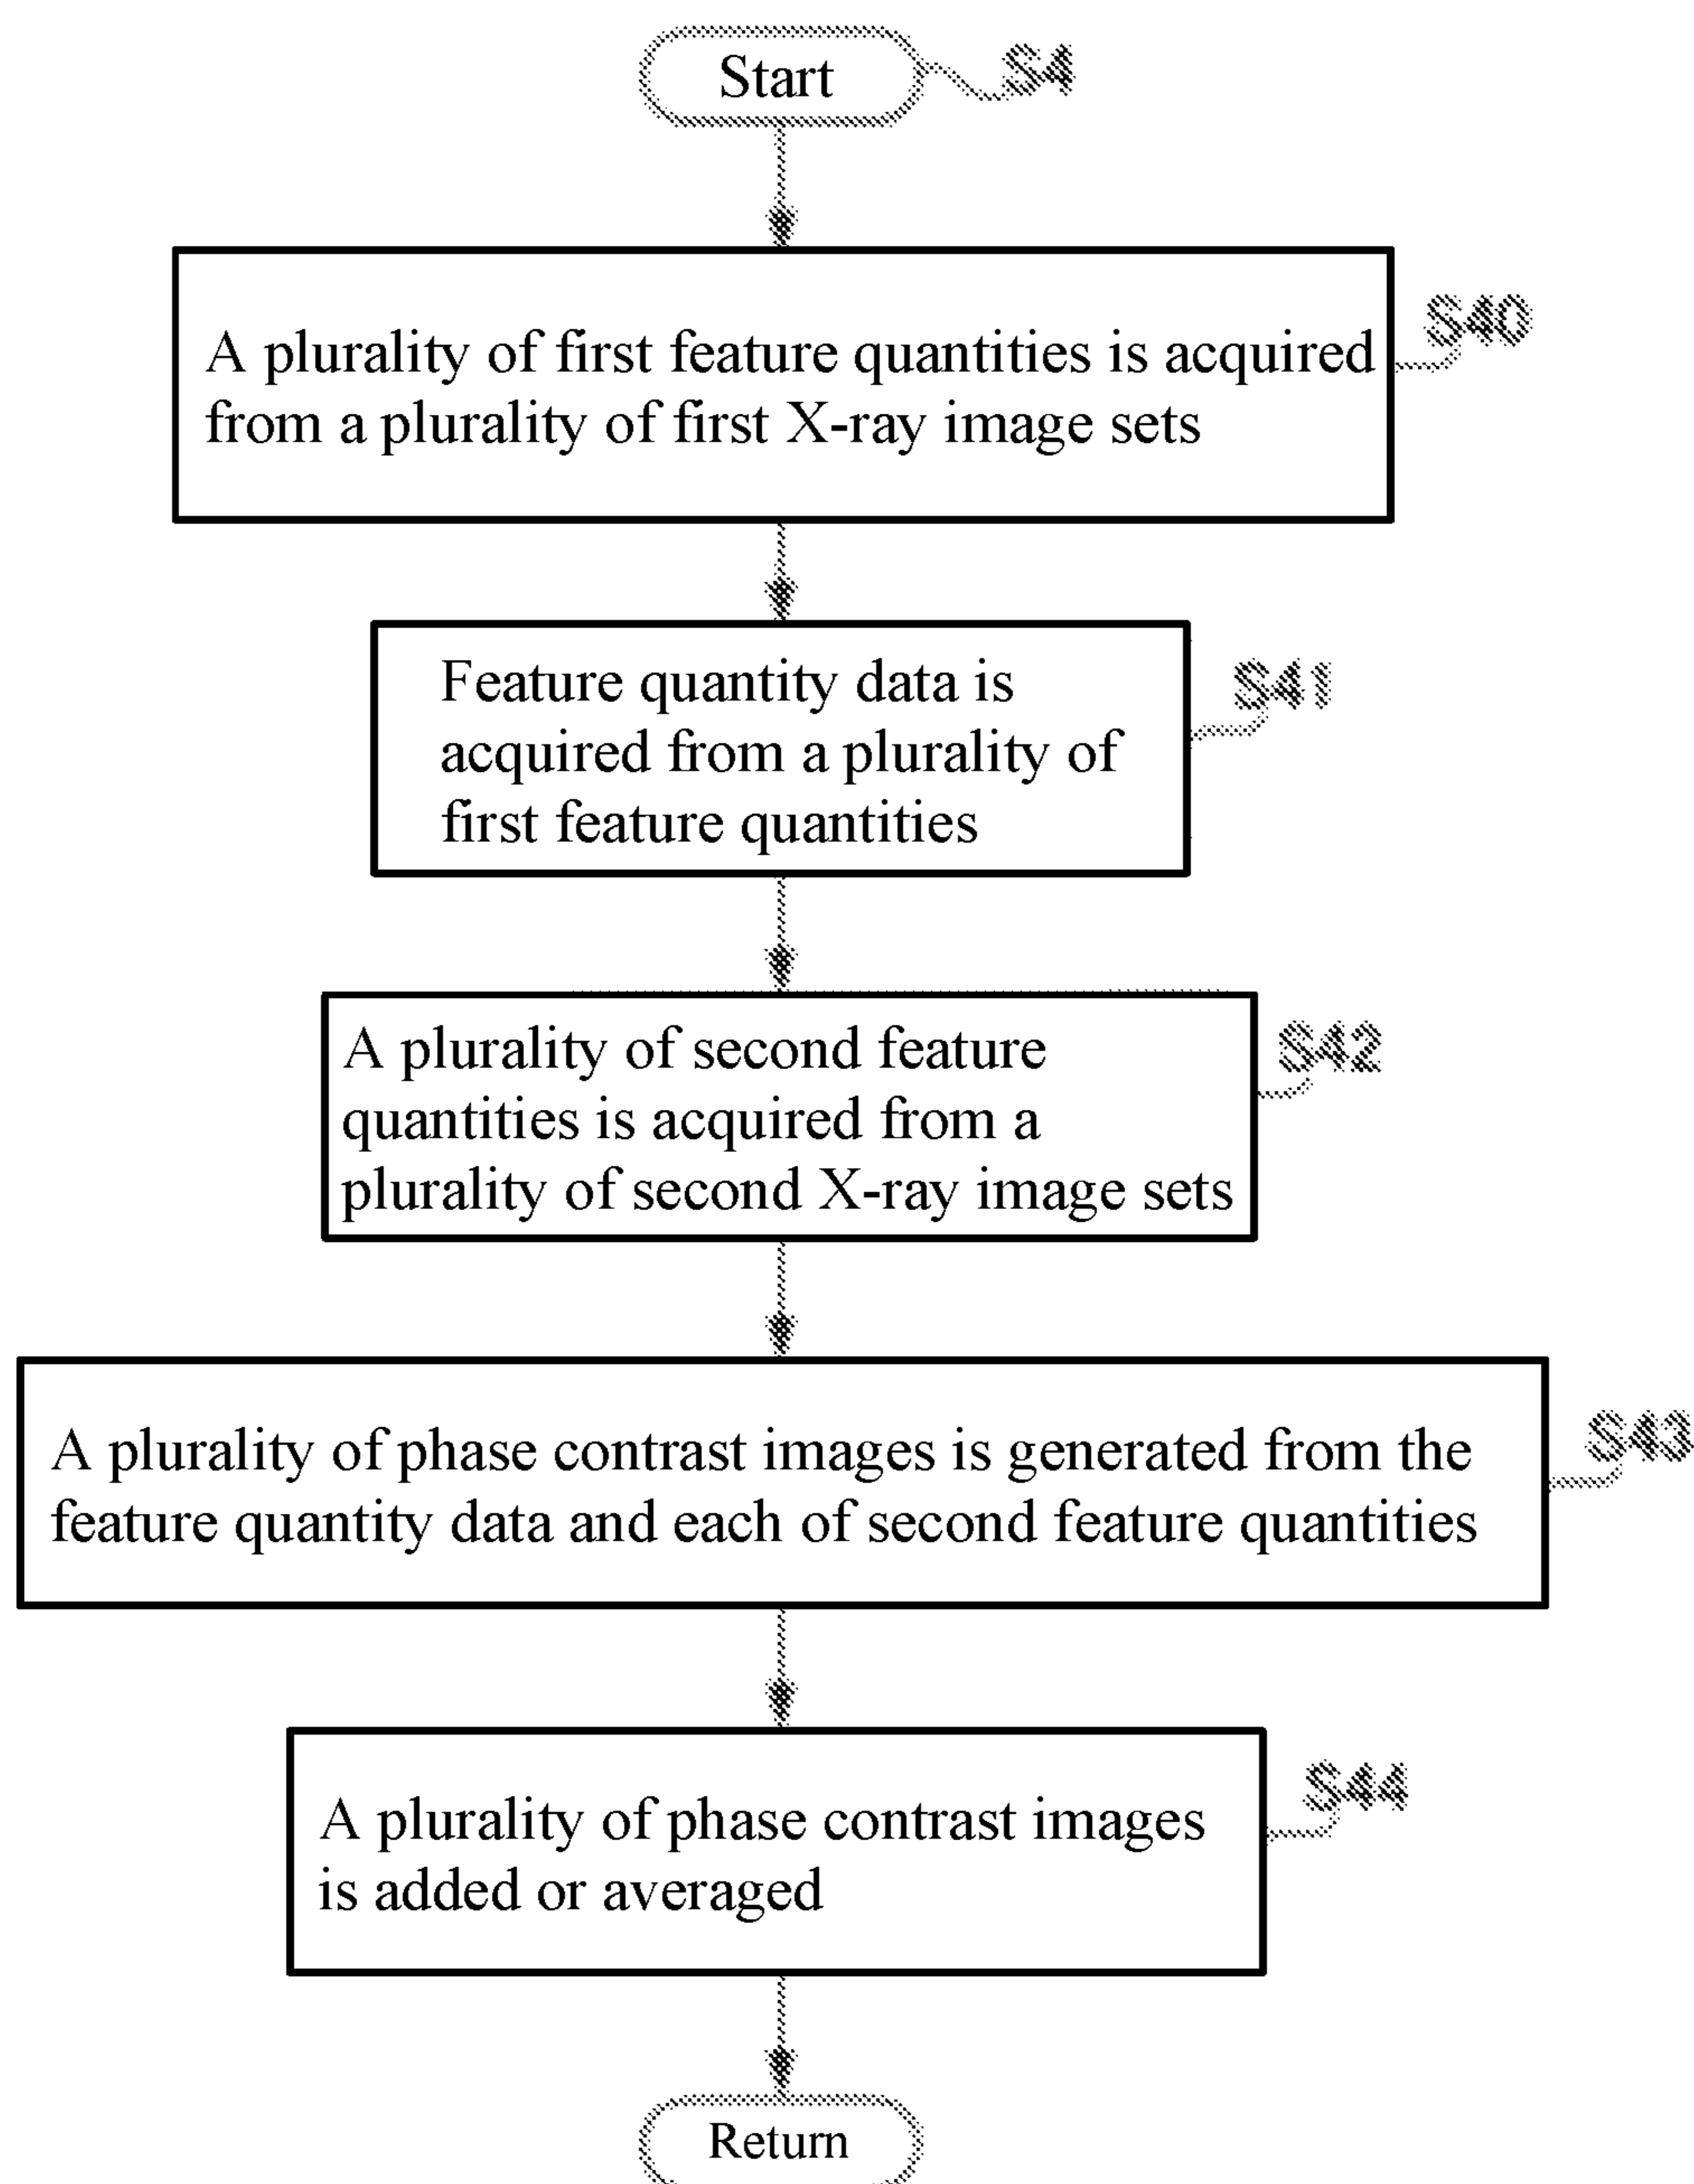 Start
S4
A plurality of first feature quantities is acquired
from a plurality of first X-ray image sets
S40
Feature quantity data is
acquired from a plurality of
first feature quantities
S41
A plurality of second feature
quantities is acquired from a
plurality of second X-ray image sets
S42
A plurality of phase contrast images is generated from the
feature quantity data and each of second feature quantities
S43
A plurality of phase contrast images
is added or averaged
S44
Return